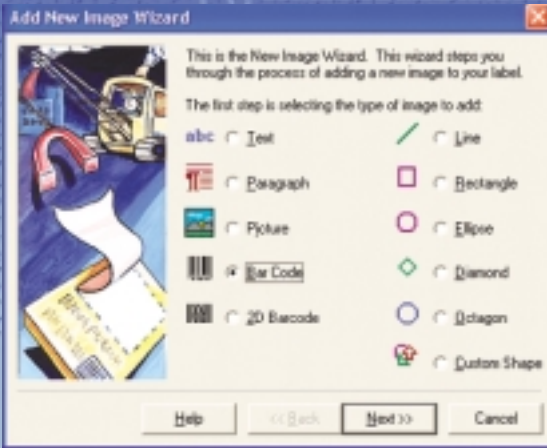 Add New Image Wizard
This is the New Image Wizard. This wizard steps you
through the process of adding a new image to your label.
The first step is selecting the type of image to add:
abc Text
Paragraph
Picture
Bar Code
2D Barcode
Line
Rectangle
Ellipse
Diamond
Octagon
Custom Shape
Help
<< Back
Next >>
Cancel